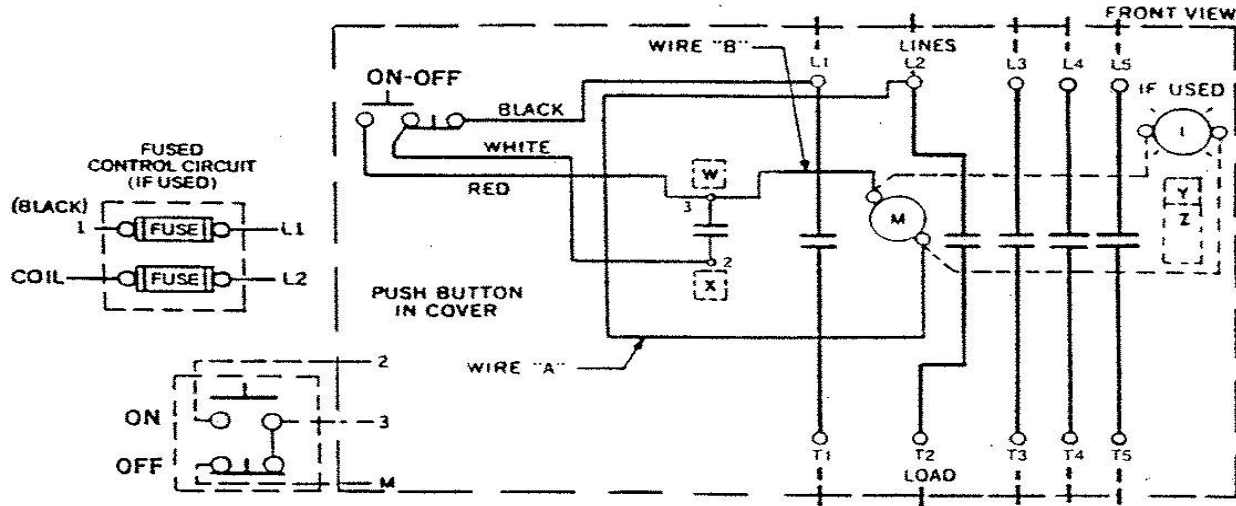 FRONT VIEW
WIRE "B"
LINES
L1 L2 L3 L4 L5
ON-OFF
IF USED
BLACK
I
FUSED
CONTROL CIRCUIT
(IF USED)
WHITE
W
RED
3
Y
(BLACK)
1 FUSE L1
M
Z
COIL FUSE L2
2
X
PUSH BUTTON
IN COVER
WIRE "A"
2
ON
3
OFF
M
T1 T2 T3 T4 T5
LOAD